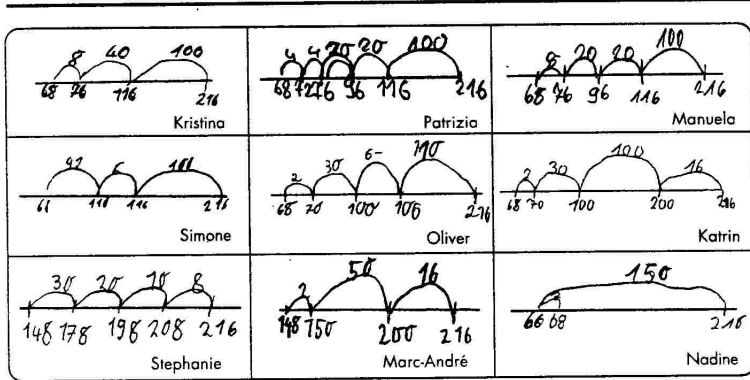 8 40 100
68 76 116 216
Kristina
4 4 20 20 100
68 72 76 96 116 216
Patrizia
8 20 20 100
68 76 96 116 216
Manuela
42 6 100
68 110 116 216
Simone
2 30 6 110
68 70 100 106 216
Oliver
2 30 100 16
68 70 100 200 216
Katrin
30 20 10 8
148 178 198 208 216
Stephanie
2 50 16
148 150 200 216
Marc-André
150
66 68 216
Nadine